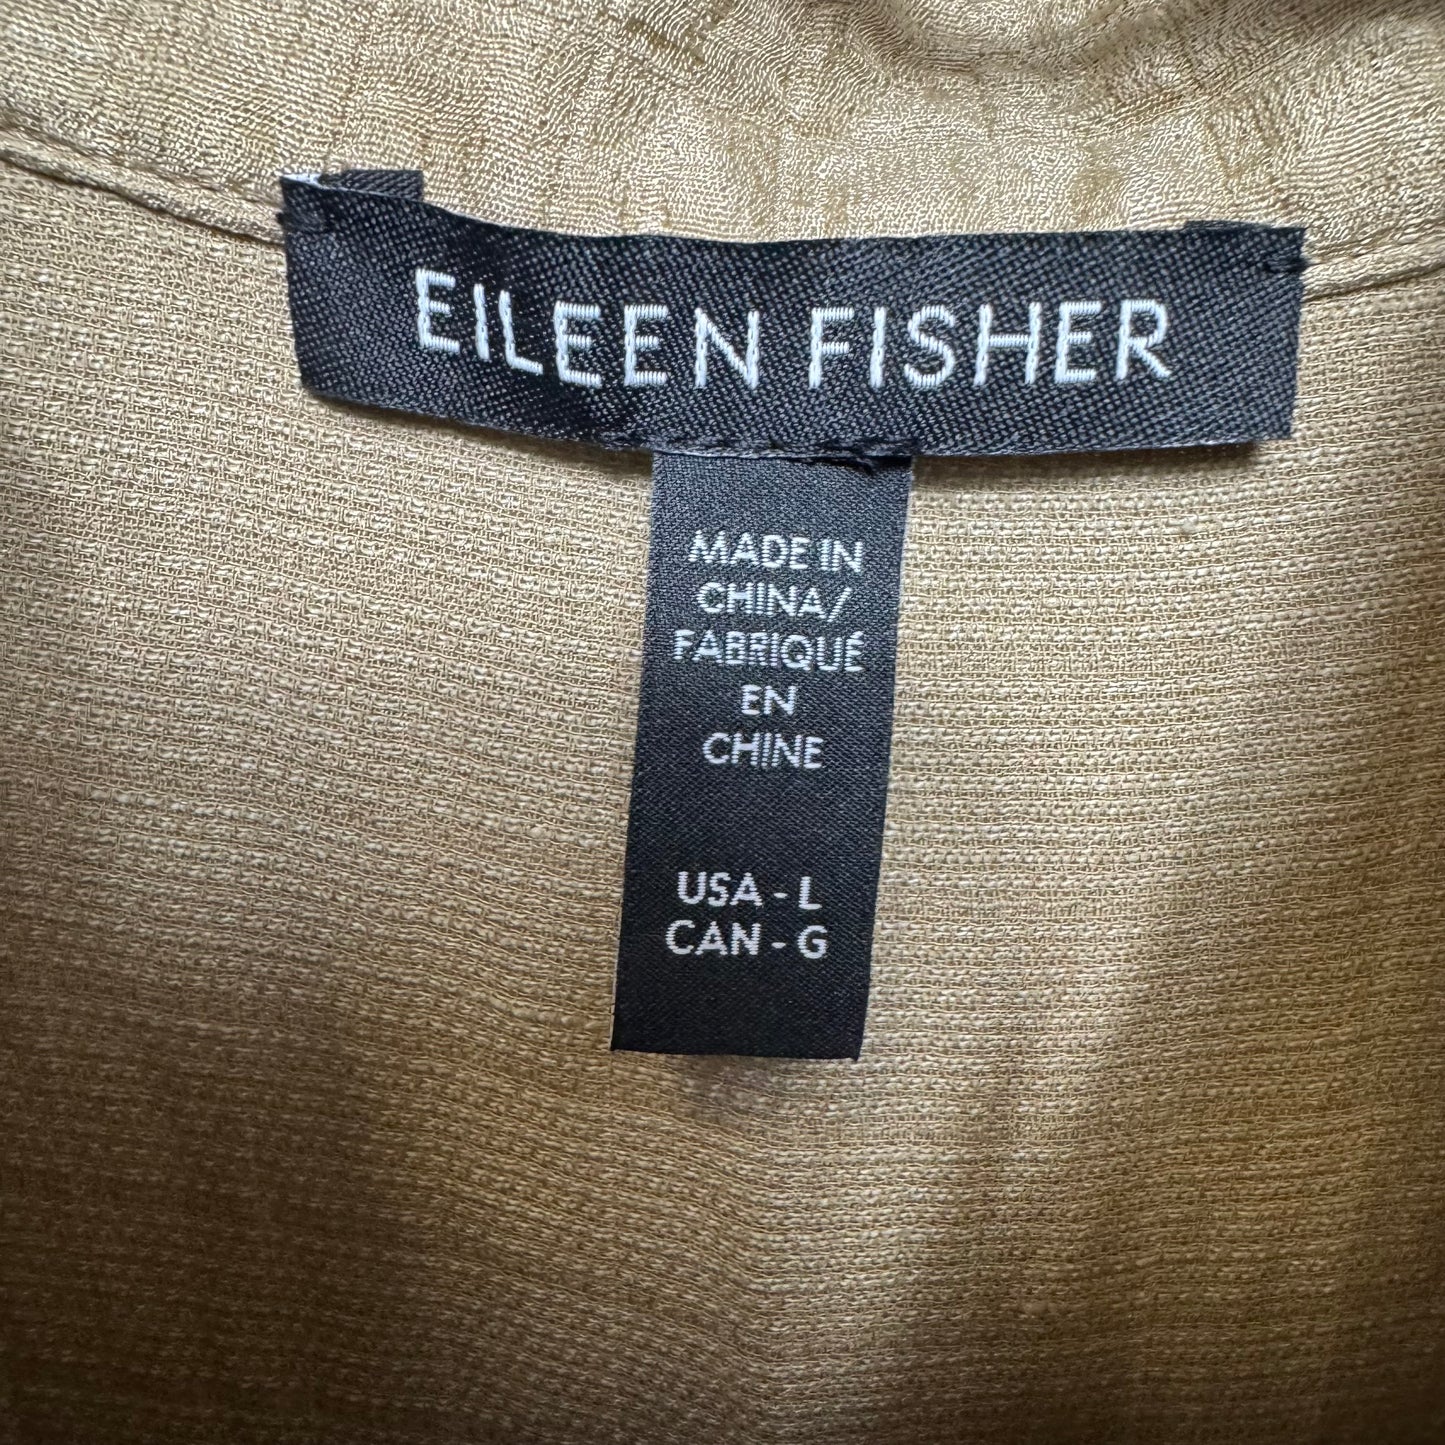 EILEEN FISHER
MADE IN
CHINA/
FABRIQUÉ
EN
CHINE
USA - L
CAN - G